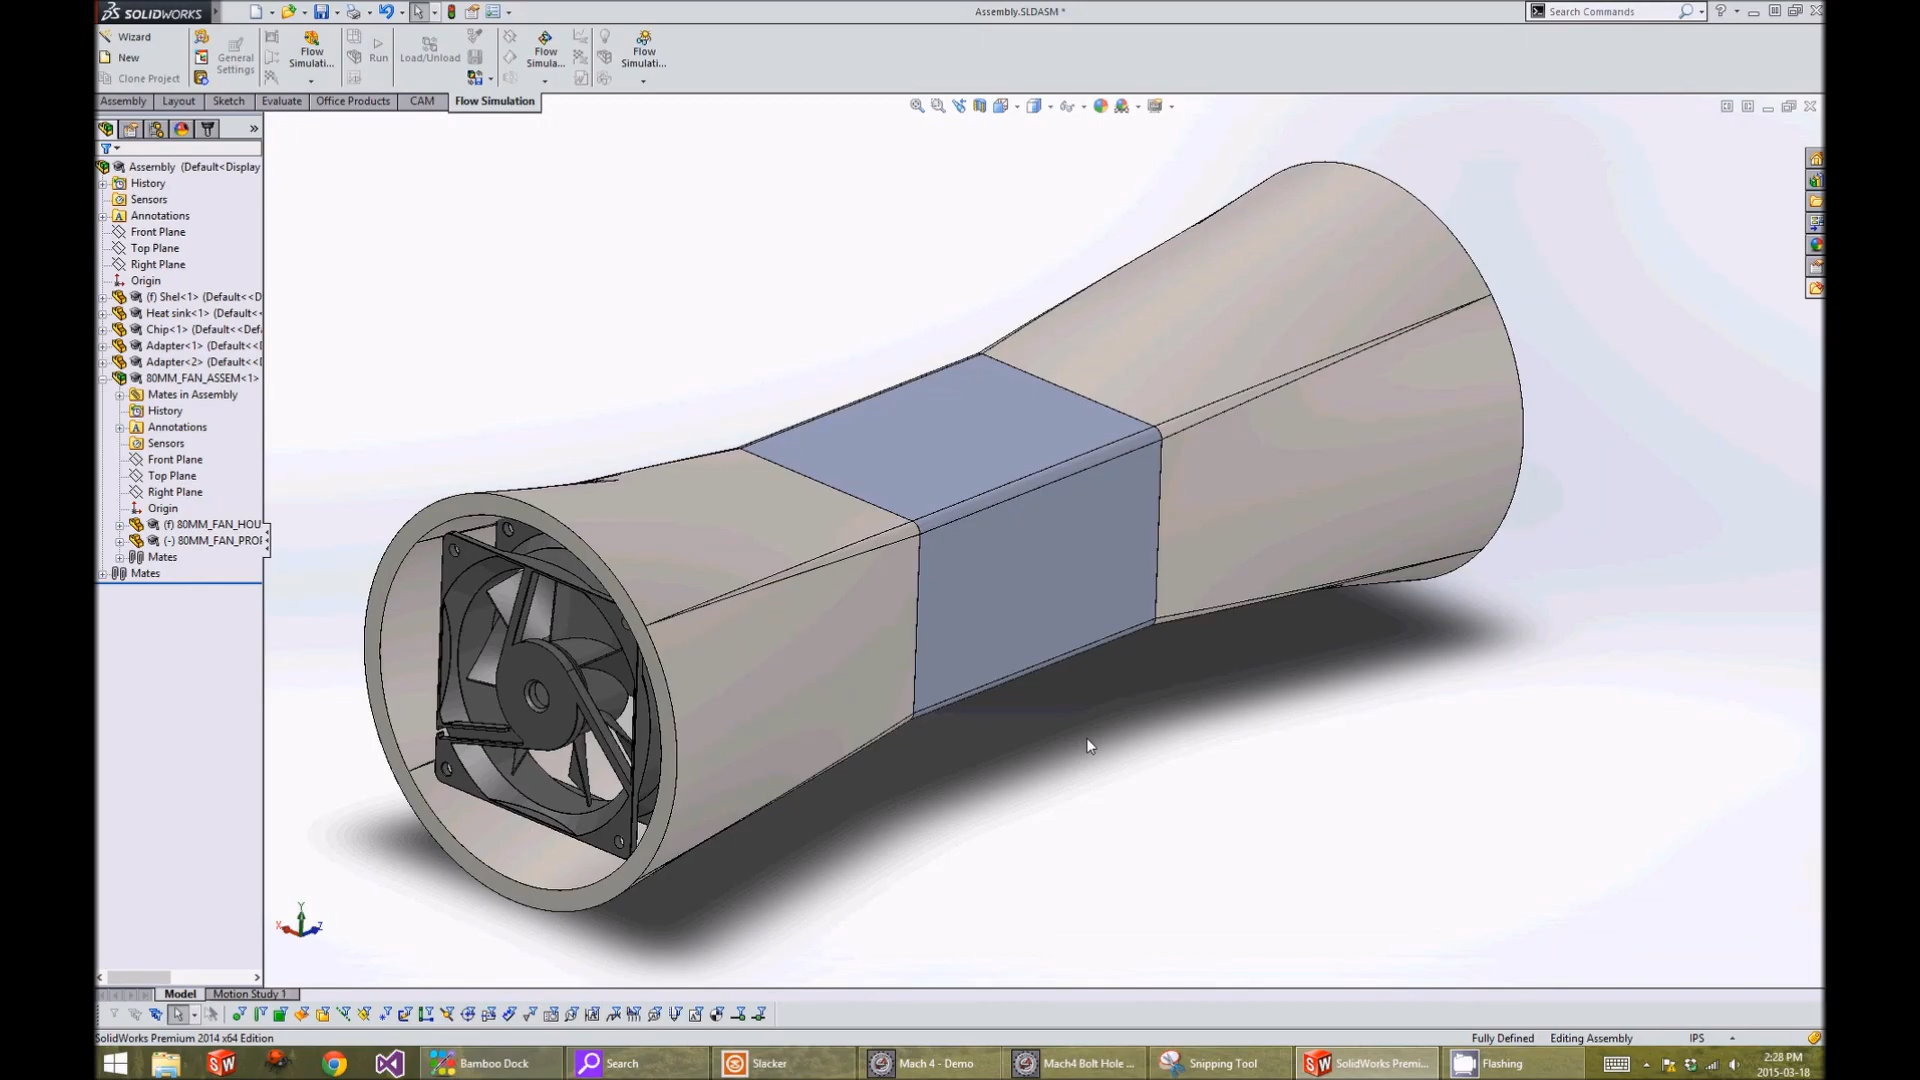 SOLIDWORKS
Assembly.SLDASM *
Search Commands
Wizard
New
Clone Project
General
Settings
Flow
Simulati...
Run
Load/Unload
Flow
Simula...
Flow
Simulati...
Assembly
Layout
Sketch
Evaluate
Office Products
CAM
Flow Simulation
Assembly (Default<Display
History
Sensors
Annotations
Front Plane
Top Plane
Right Plane
Origin
(f) Shel<1> (Default<<D
Heat sink<1> (Default<
Chip<1> (Default<<Def
Adapter<1> (Default<<
Adapter<2> (Default<<
80MM_FAN_ASSEM<1>
Mates in Assembly
History
Annotations
Sensors
Front Plane
Top Plane
Right Plane
Origin
(f) 80MM_FAN_HOU
(-) 80MM_FAN_PROP
Mates
Mates
Y
X
Z
Model
Motion Study 1
SolidWorks Premium 2014 x64 Edition
Fully Defined
Editing Assembly
IPS
Bamboo Dock
Search
Slacker
Mach 4 - Demo
Mach4 Bolt Hole ...
Snipping Tool
SolidWorks Premi...
Flashing
2:28 PM
2015-03-18